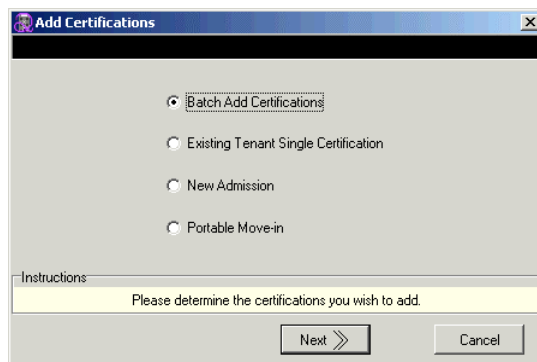 Add Certifications
Batch Add Certifications
Existing Tenant Single Certification
New Admission
Portable Move-in
Instructions
Please determine the certifications you wish to add.
Next
Cancel